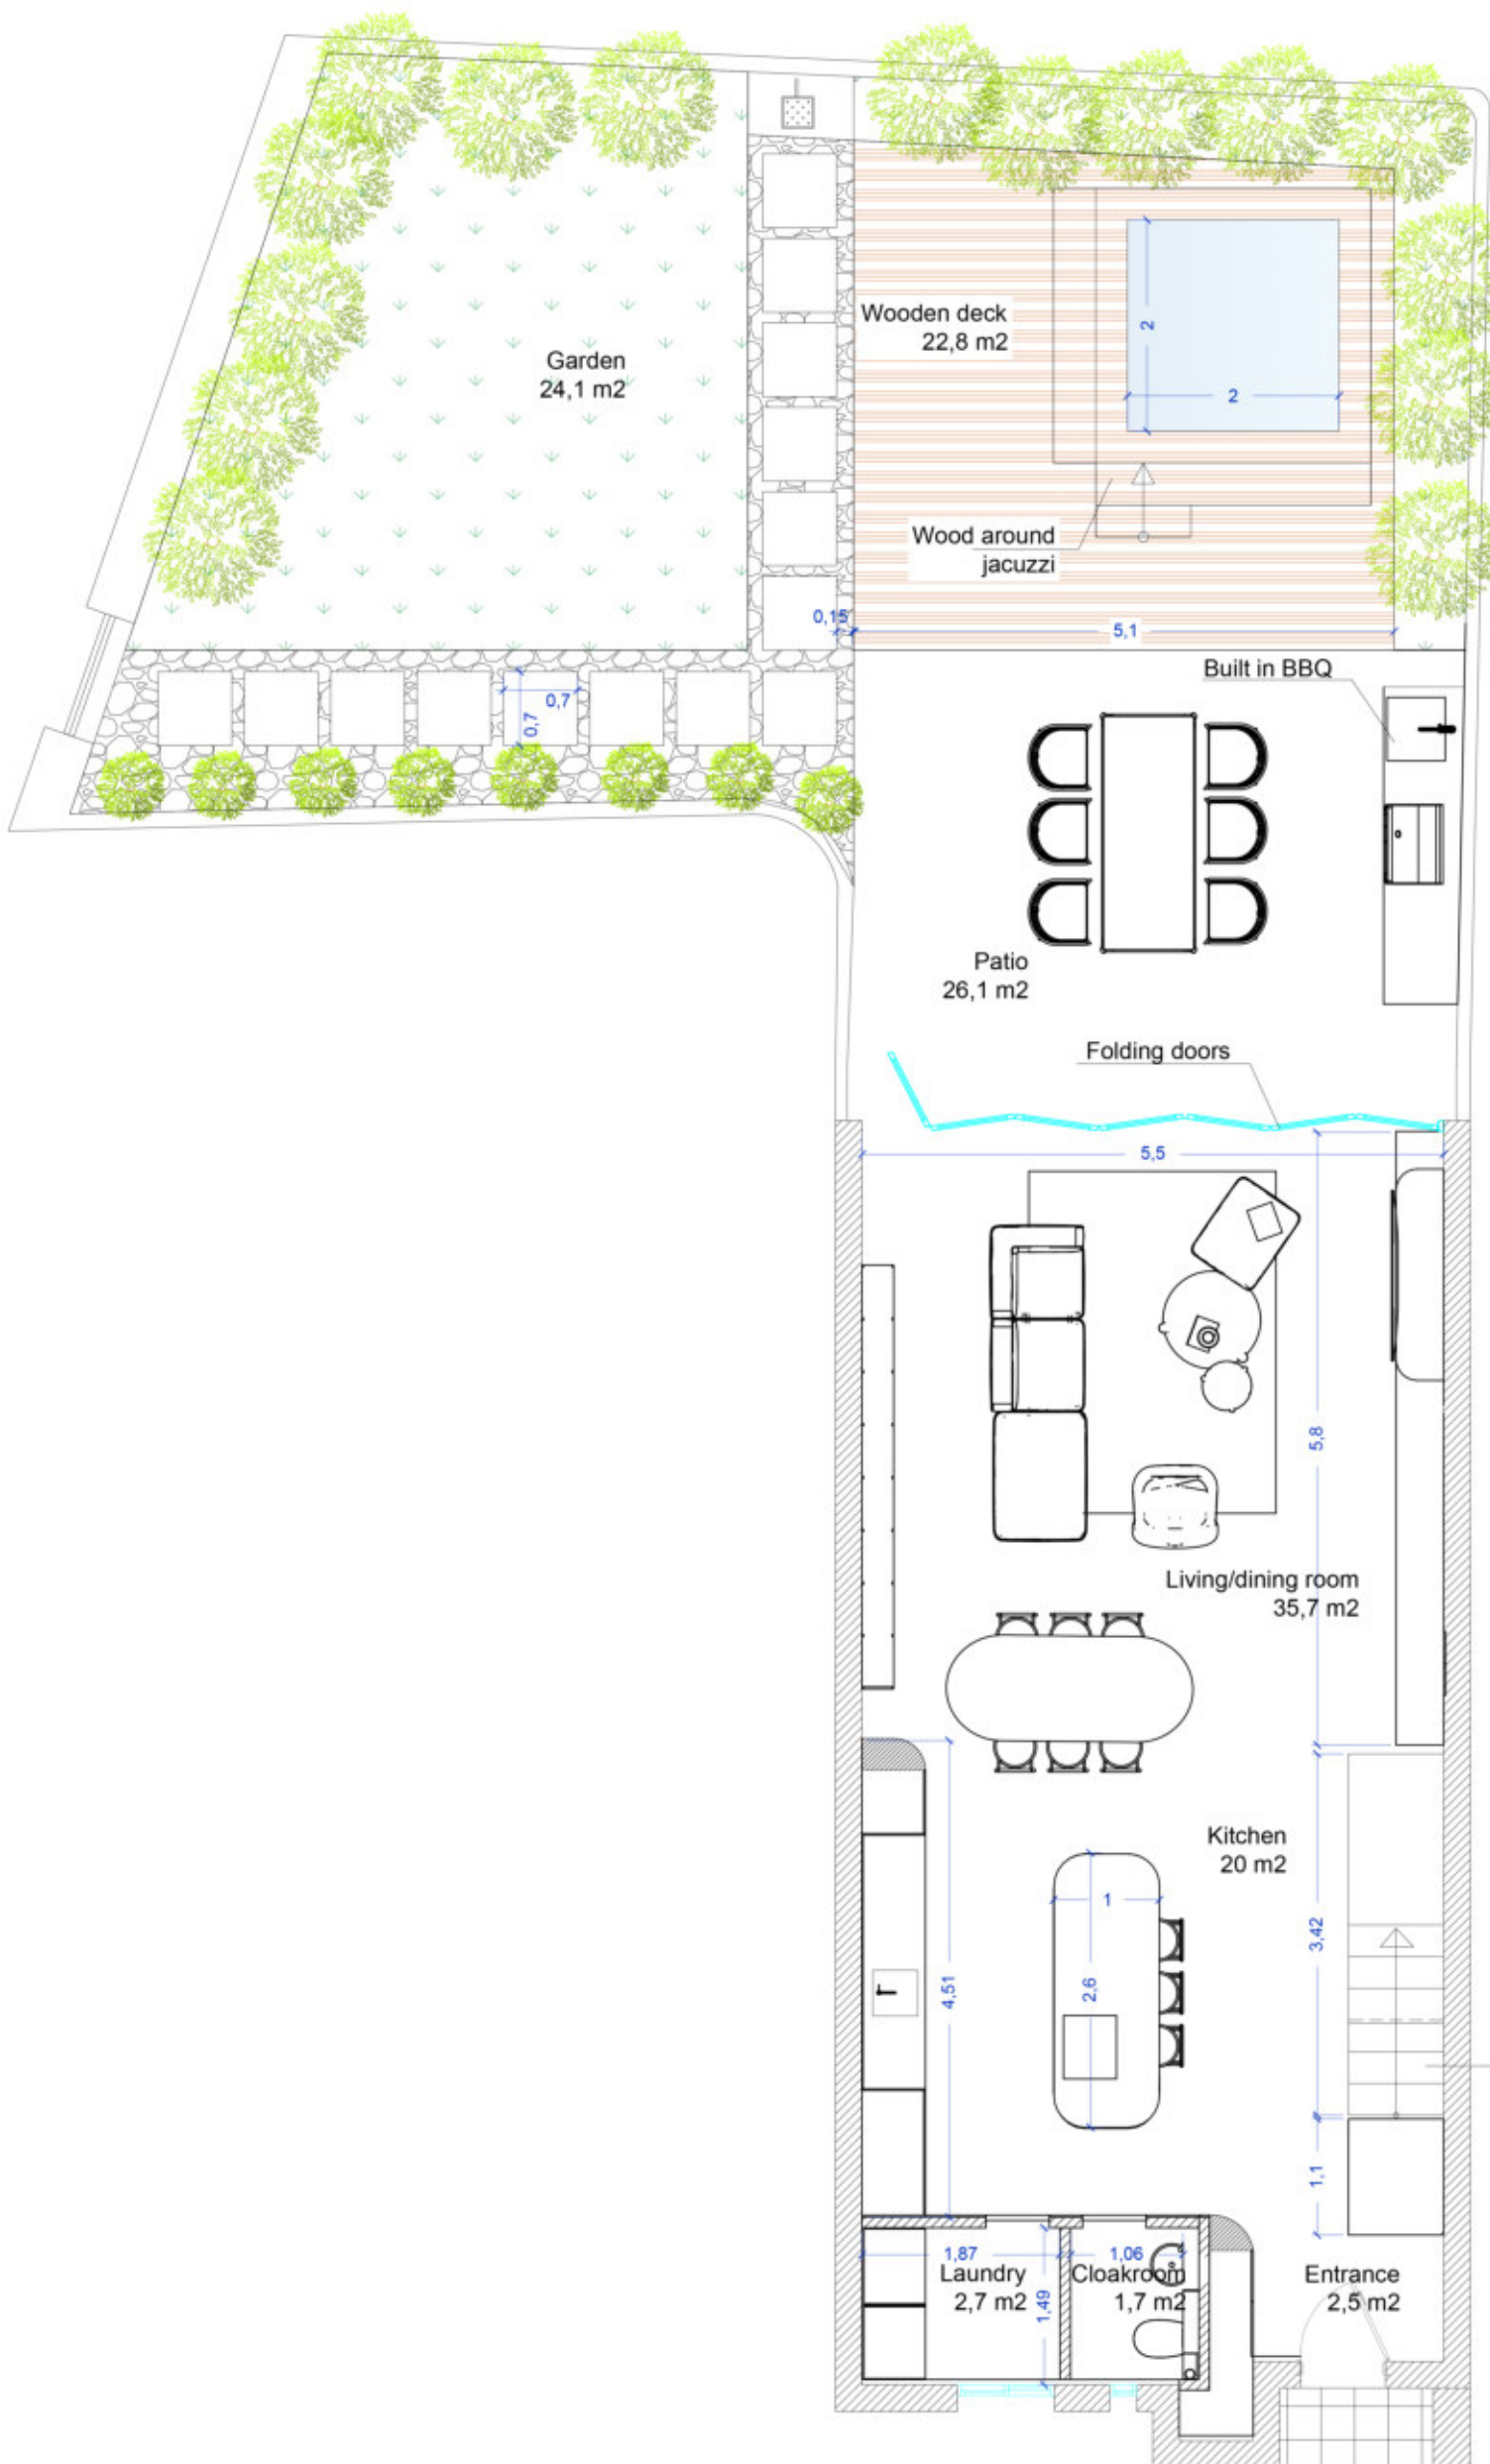 Wooden deck
22,8 m2
2
2
Garden
24,1 m2
Wood around
jacuzzi
0,15
5,1
Built in BBQ
0,7
0,7
Patio
26,1 m2
Folding doors
5,5
5,8
Living/dining room
35,7 m2
Kitchen
20 m2
1
3,42
2,6
4,51
1,1
1,87
1,06
Laundry
2,7 m2
1,49
Cloakroom
1,7 m2
Entrance
2,5 m2